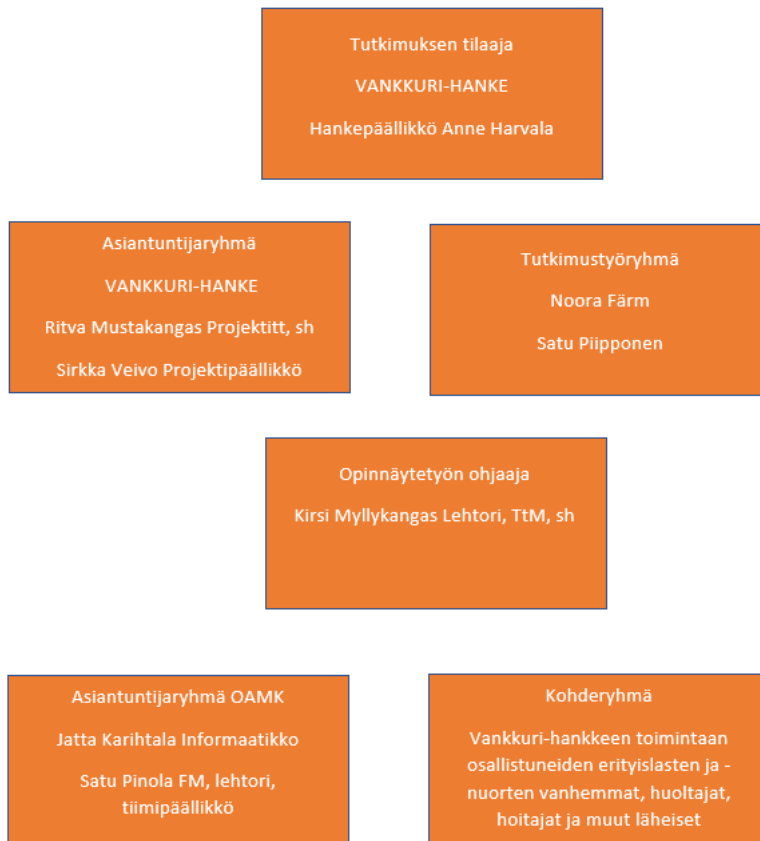 Tutkimuksen tilaaja
VANKKURI-HANKE
Hankepäällikkö Anne Harvala
Asiantuntijaryhmä
VANKKURI-HANKE
Ritva Mustakangas Projektitt, sh
Sirkka Veivo Projektipäällikkö
Tutkimustyöryhmä
Noora Färm
Satu Piipponen
Opinnäytetyön ohjaaja
Kirsi Myllykangas Lehtori, TtM, sh
Asiantuntijaryhmä OAMK
Jatta Karihtala Informaatikko
Satu Pinola FM, lehtori,
tiimipäällikkö
Kohderyhmä
Vankkuri-hankkeen toimintaan
osallistuneiden erityislasten ja -
nuorten vanhemmat, huoltajat,
hoitajat ja muut läheiset